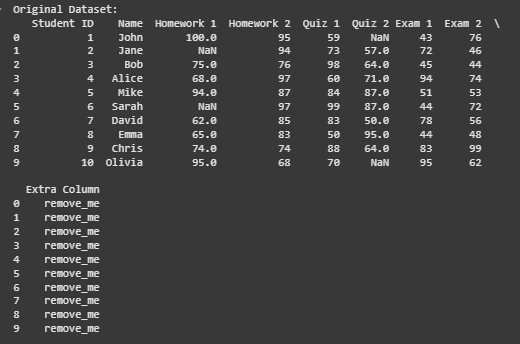 Original Dataset:
Student ID Name Homework 1 Homework 2 Quiz 1 Quiz 2 Exam 1 Exam 2 \
0 1 John 100.0 95 59 NaN 43 76
1 2 Jane NaN 94 73 57.0 72 46
2 3 Bob 75.0 76 98 64.0 45 44
3 4 Alice 68.0 97 60 71.0 94 74
4 5 Mike 94.0 87 84 87.0 51 53
5 6 Sarah NaN 97 99 87.0 44 72
6 7 David 62.0 85 83 50.0 78 56
7 8 Emma 65.0 83 50 95.0 44 48
8 9 Chris 74.0 74 88 64.0 83 99
9 10 Olivia 95.0 68 70 NaN 95 62
Extra Column
0 remove_me
1 remove_me
2 remove_me
3 remove_me
4 remove_me
5 remove_me
6 remove_me
7 remove_me
8 remove_me
9 remove_me